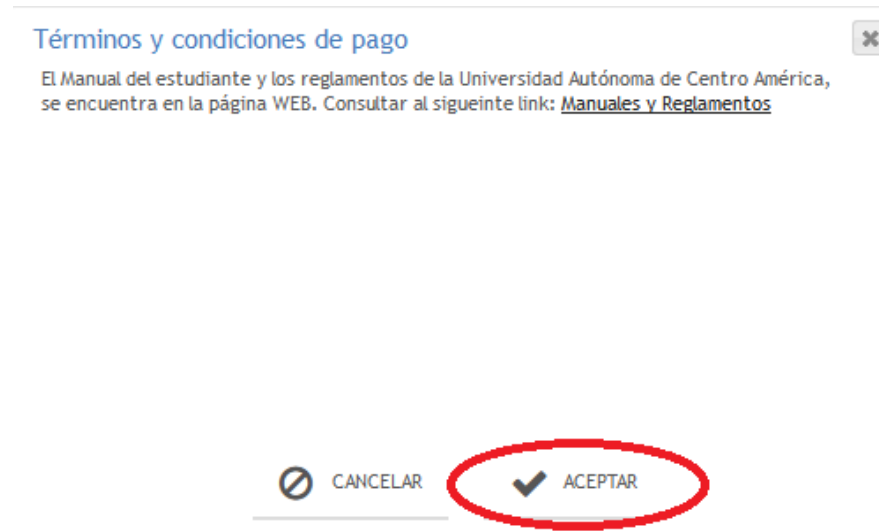 Términos y condiciones de pago
El Manual del estudiante y los reglamentos de la Universidad Autónoma de Centro América,
se encuentra en la página WEB. Consultar al sigueinte link: Manuales y Reglamentos
CANCELAR ACEPTAR